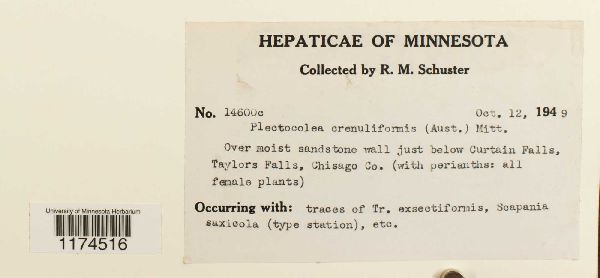 HEPATICAE OF MINNESOTA
Collected by R. M. Schuster
No. 14600c Oct. 12, 1949
Plectocolea crenuliformis (Aust.) Mitt.
Over moist sandstone wall just below Curtain Falls,
Taylors Falls, Chisago Co. (with perianths: all
female plants)
Occurring with: traces of Tr. exsectiformis, Scapania
saxicola (type station), etc.
University of Minnesota Herbarium
1174516